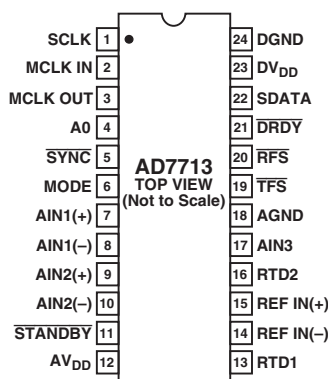 SCLK 1
MCLK IN 2
MCLK OUT 3
A0 4
SYNC 5
MODE 6
AIN1(+) 7
AIN1(–) 8
AIN2(+) 9
AIN2(–) 10
STANDBY 11
AVDD 12
AD7713
TOP VIEW
(Not to Scale)
24 DGND
23 DVDD
22 SDATA
21 DRDY
20 RFS
19 TFS
18 AGND
17 AIN3
16 RTD2
15 REF IN(+)
14 REF IN(–)
13 RTD1